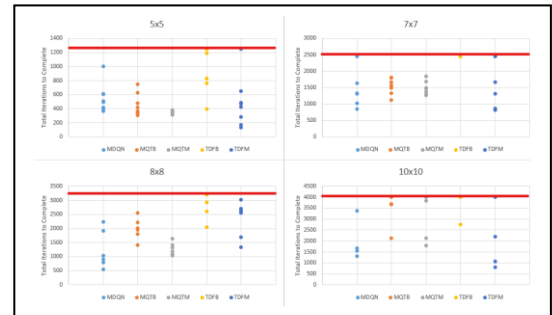 5x5
Total Iterations to Complete
1400
1200
1000
800
600
400
200
0
MDQN MQTB MQTM TDFB TDFM
7x7
Total Iterations to Complete
3000
2500
2000
1500
1000
500
0
MDQN MQTB MQTM TDFB TDFM
8x8
Total Iterations to Complete
3500
3000
2500
2000
1500
1000
500
0
MDQN MQTB MQTM TDFB TDFM
10x10
Total Iterations to Complete
4500
4000
3500
3000
2500
2000
1500
1000
500
0
MDQN MQTB MQTM TDFB TDFM